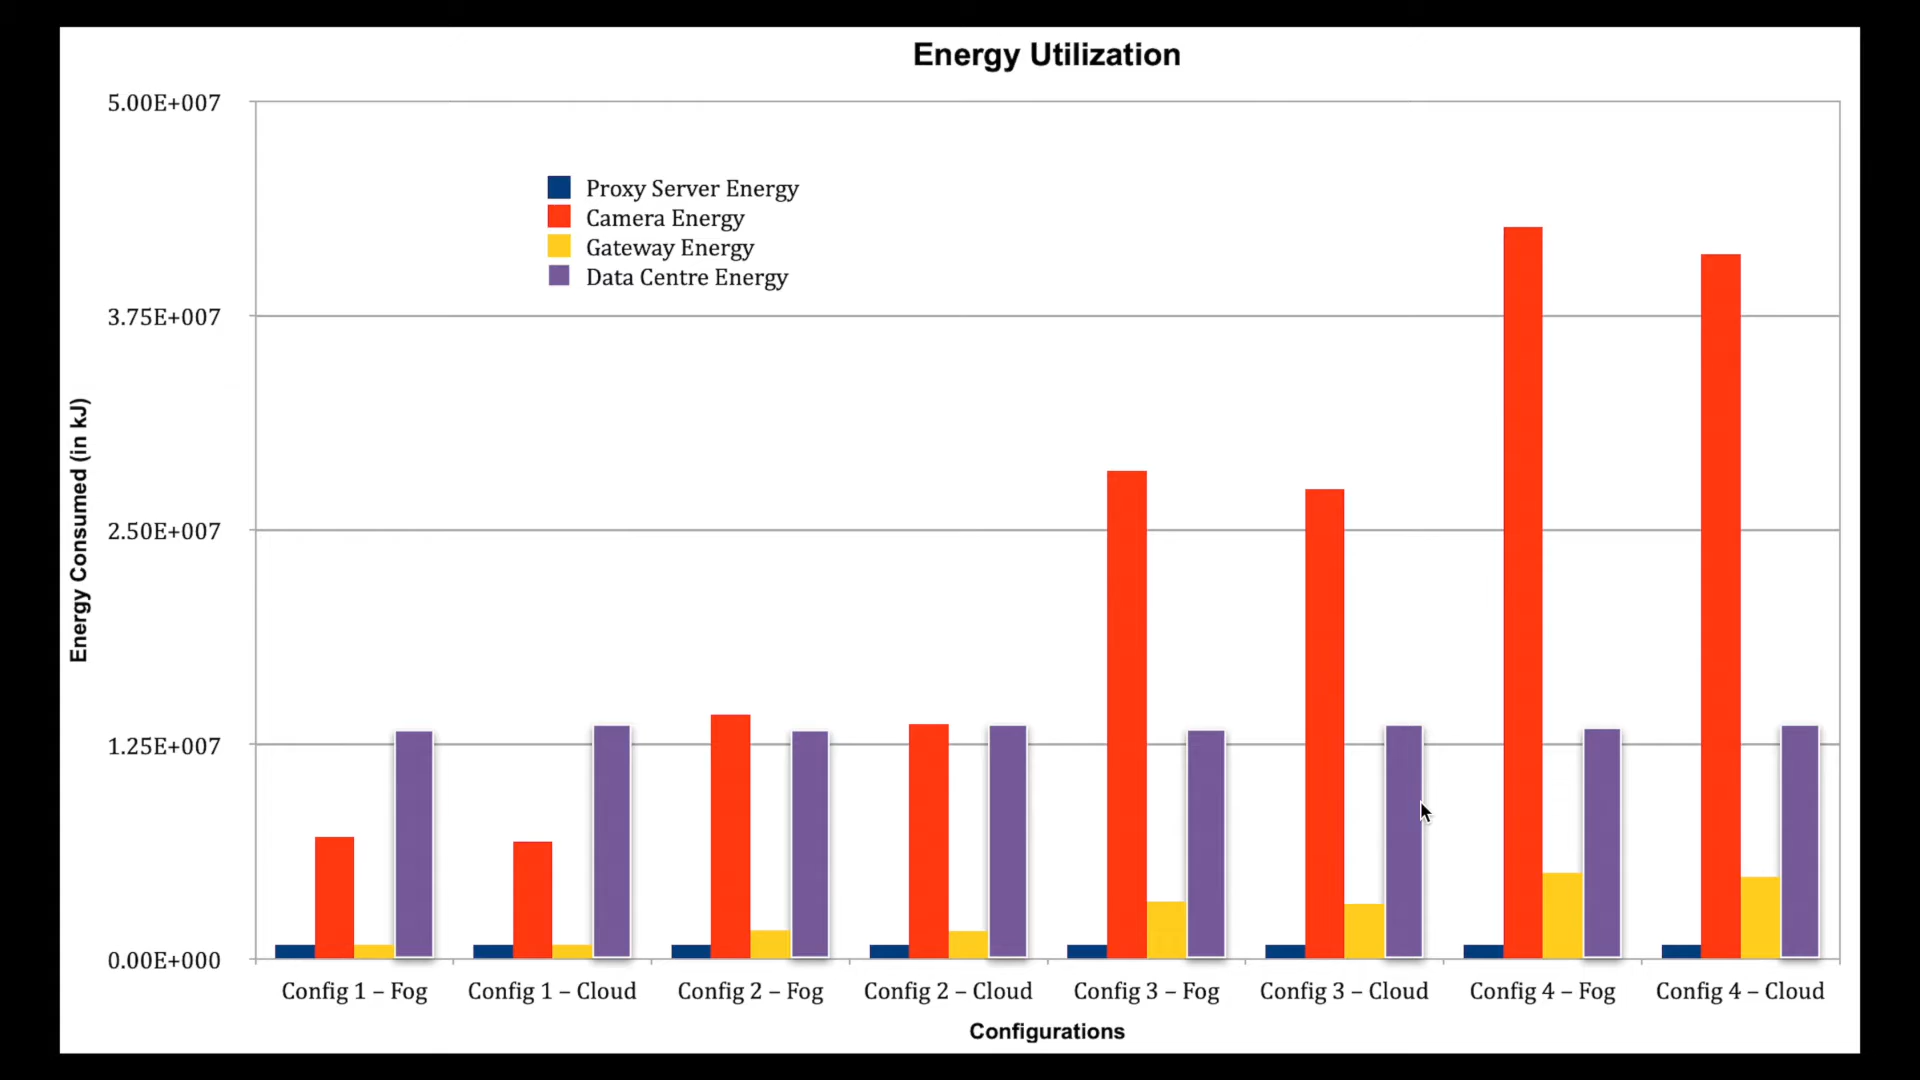 Energy Utilization
5.00E+007
3.75E+007
2.50E+007
1.25E+007
0.00E+000
Energy Consumed (in kJ)
Proxy Server Energy
Camera Energy
Gateway Energy
Data Centre Energy
Config 1 – Fog
Config 1 – Cloud
Config 2 – Fog
Config 2 – Cloud
Config 3 – Fog
Config 3 – Cloud
Config 4 – Fog
Config 4 – Cloud
Configurations